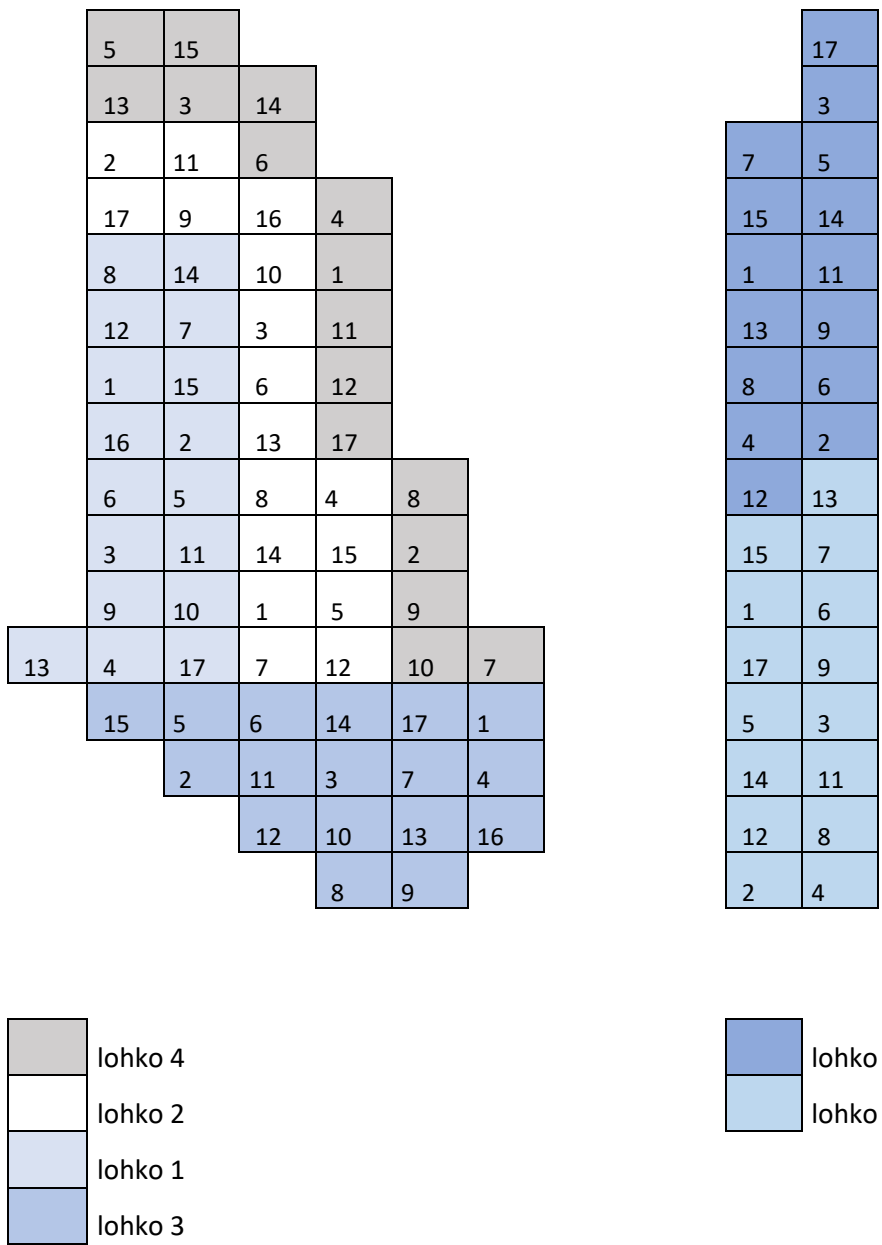 5 15 17
13 3 14 3
2 11 6 7 5
17 9 16 4 15 14
8 14 10 1 1 11
12 7 3 11 13 9
1 15 6 12 8 6
16 2 13 17 4 2
6 5 8 4 8 12 13
3 11 14 15 2 15 7
9 10 1 5 9 1 6
13 4 17 7 12 10 7 17 9
15 5 6 14 17 1 5 3
2 11 3 7 4 14 11
12 10 13 16 12 8
8 9 2 4
lohko 4 lohko
lohko 2 lohko
lohko 1
lohko 3